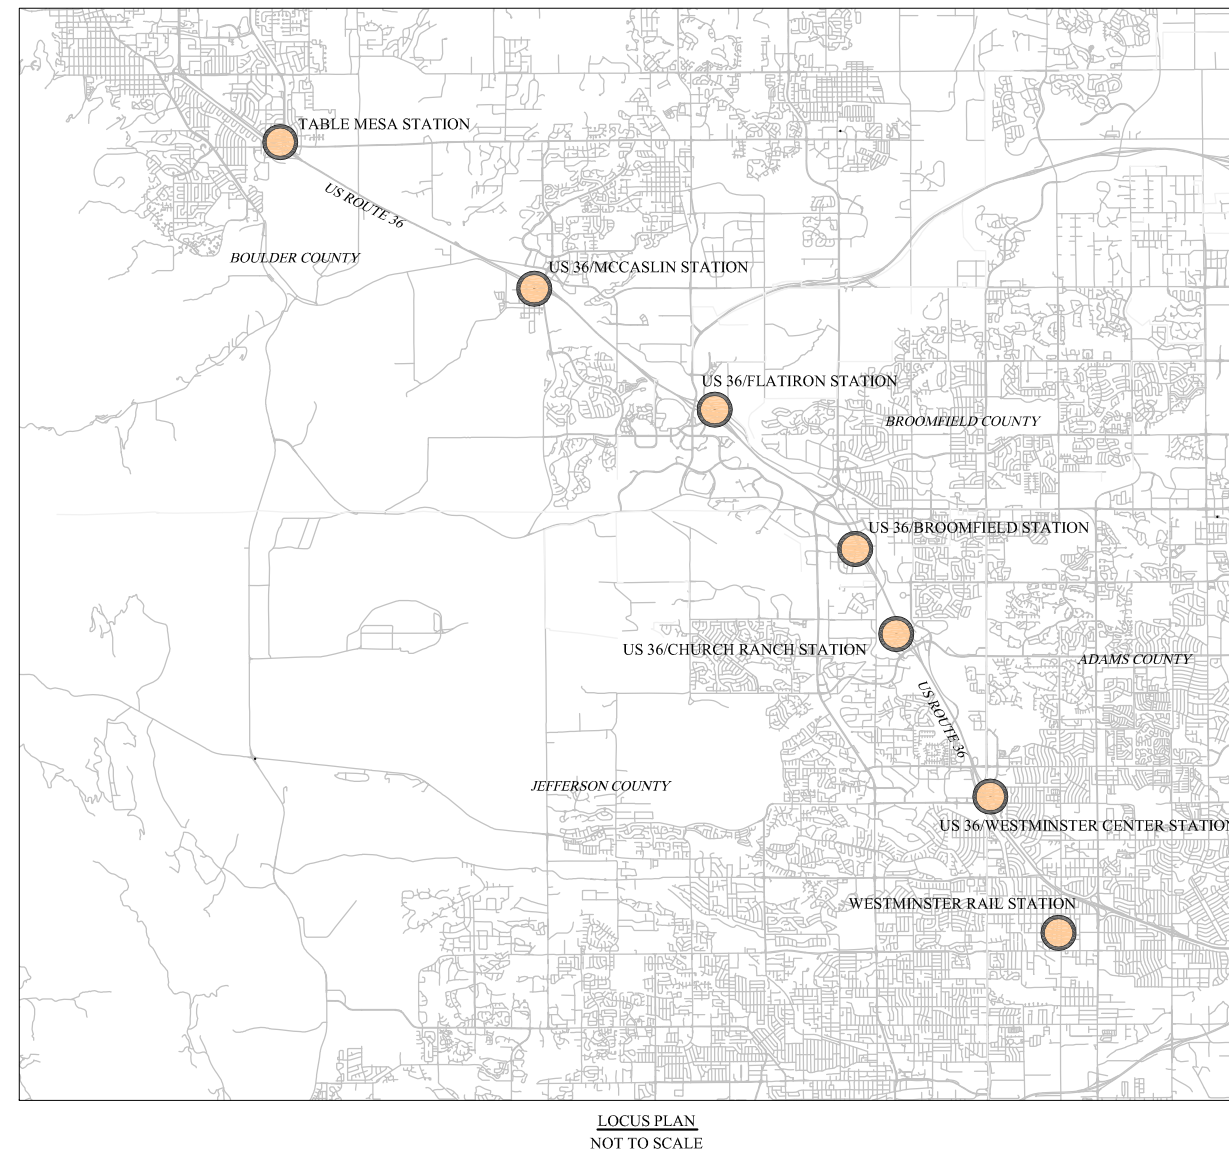 TABLE MESA STATION
US ROUTE 36
BOULDER COUNTY
US 36/MCCASLIN STATION
US 36/FLATIRON STATION
BROOMFIELD COUNTY
US 36/BROOMFIELD STATION
US 36/CHURCH RANCH STATION
ADAMS COUNTY
US ROUTE 36
JEFFERSON COUNTY
US 36/WESTMINSTER CENTER STATION
WESTMINSTER RAIL STATION
LOCUS PLAN
NOT TO SCALE